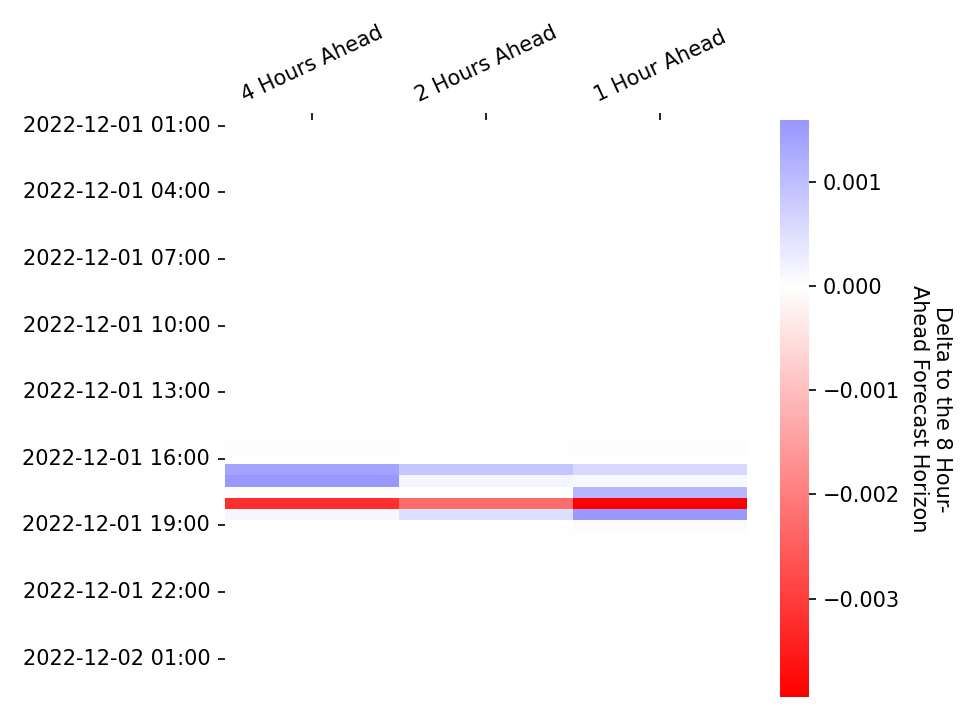 4 Hours Ahead
2 Hours Ahead
1 Hour Ahead
2022-12-01 01:00
2022-12-01 04:00
2022-12-01 07:00
2022-12-01 10:00
2022-12-01 13:00
2022-12-01 16:00
2022-12-01 19:00
2022-12-01 22:00
2022-12-02 01:00
0.001
0.000
−0.001
−0.002
−0.003
Delta to the 8 Hour-
Ahead Forecast Horizon